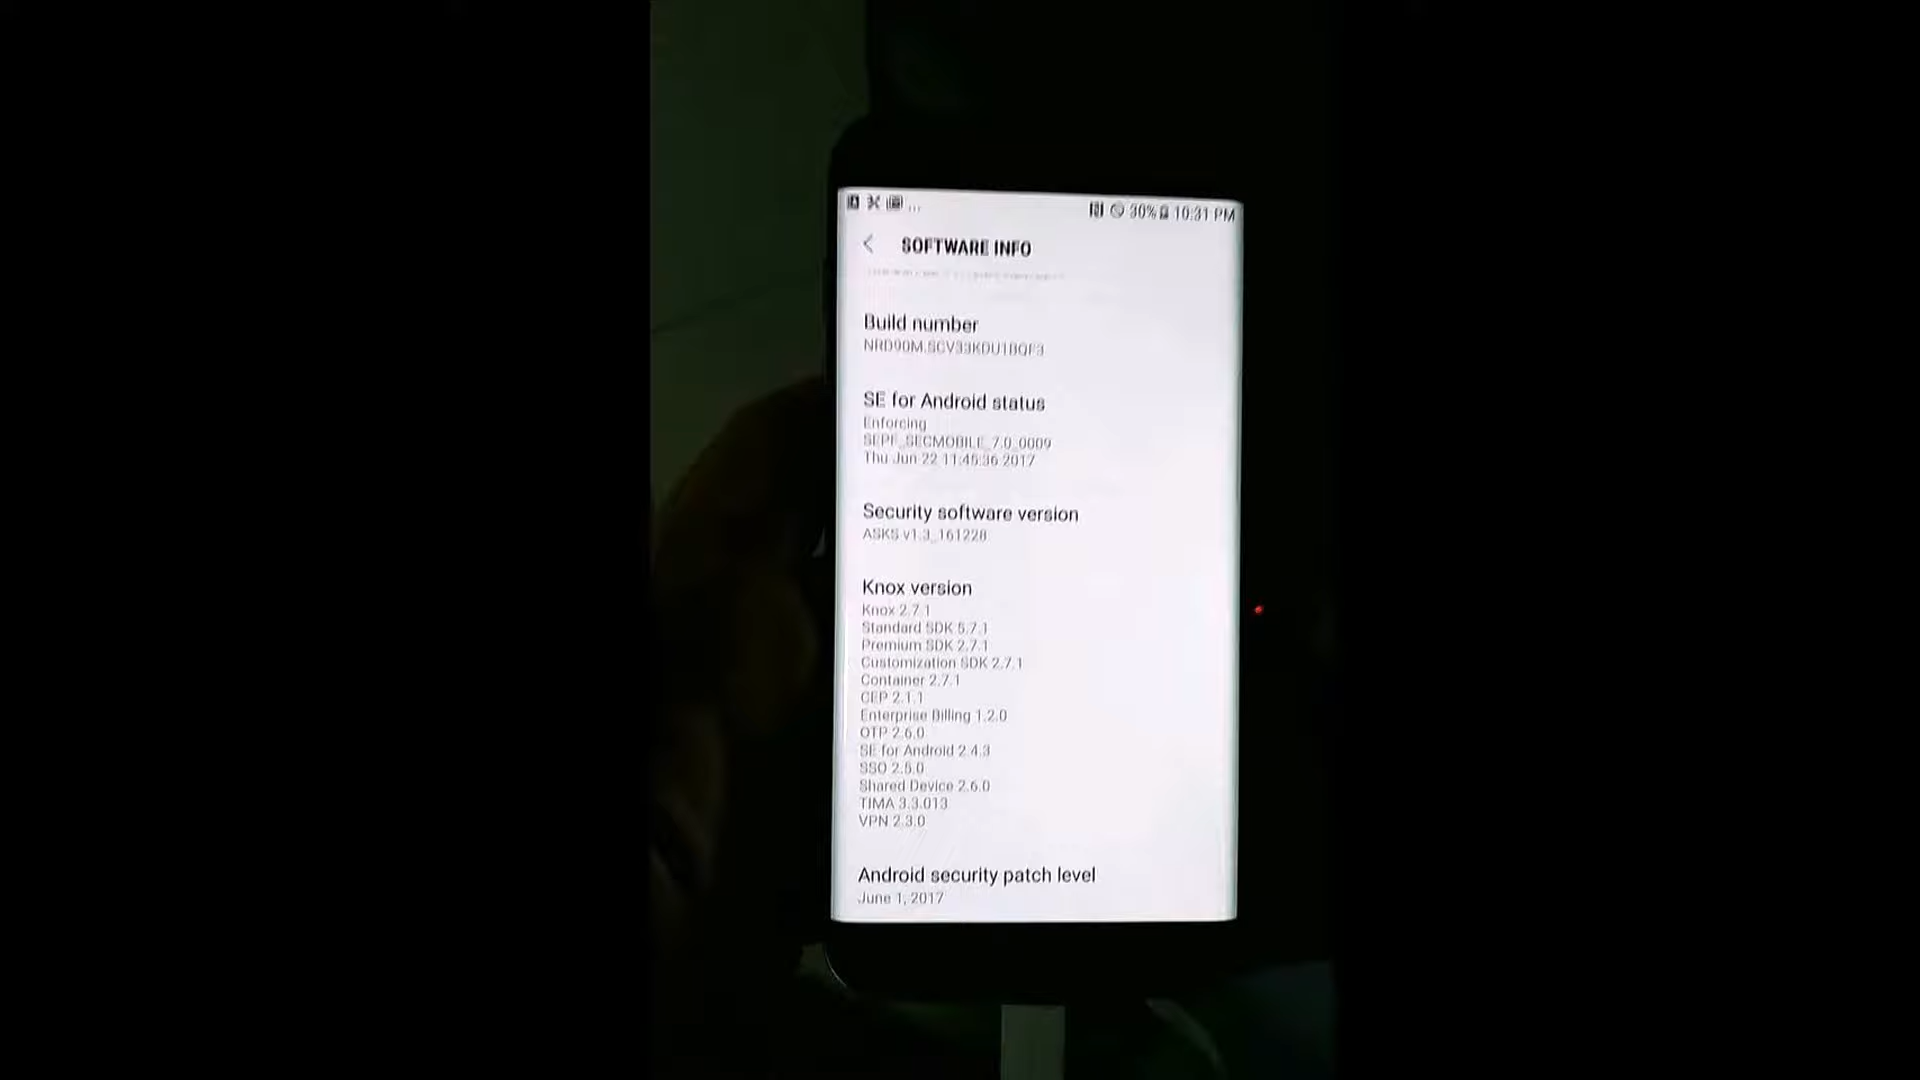 ... 30% 10:31 PM
SOFTWARE INFO
Build number
NRD90M.SCV33KDU1BQF3
SE for Android status
Enforcing
SEPF_SECMOBILE_7.0_0009
Thu Jun 22 11:45:36 2017
Security software version
ASKS v1.3_161228
Knox version
Knox 2.7.1
Standard SDK 5.7.1
Premium SDK 2.7.1
Customization SDK 2.7.1
Container 2.7.1
CEP 2.1.1
Enterprise Billing 1.2.0
OTP 2.6.0
SE for Android 2.4.3
SSO 2.5.0
Shared Device 2.6.0
TIMA 3.3.013
VPN 2.3.0
Android security patch level
June 1, 2017